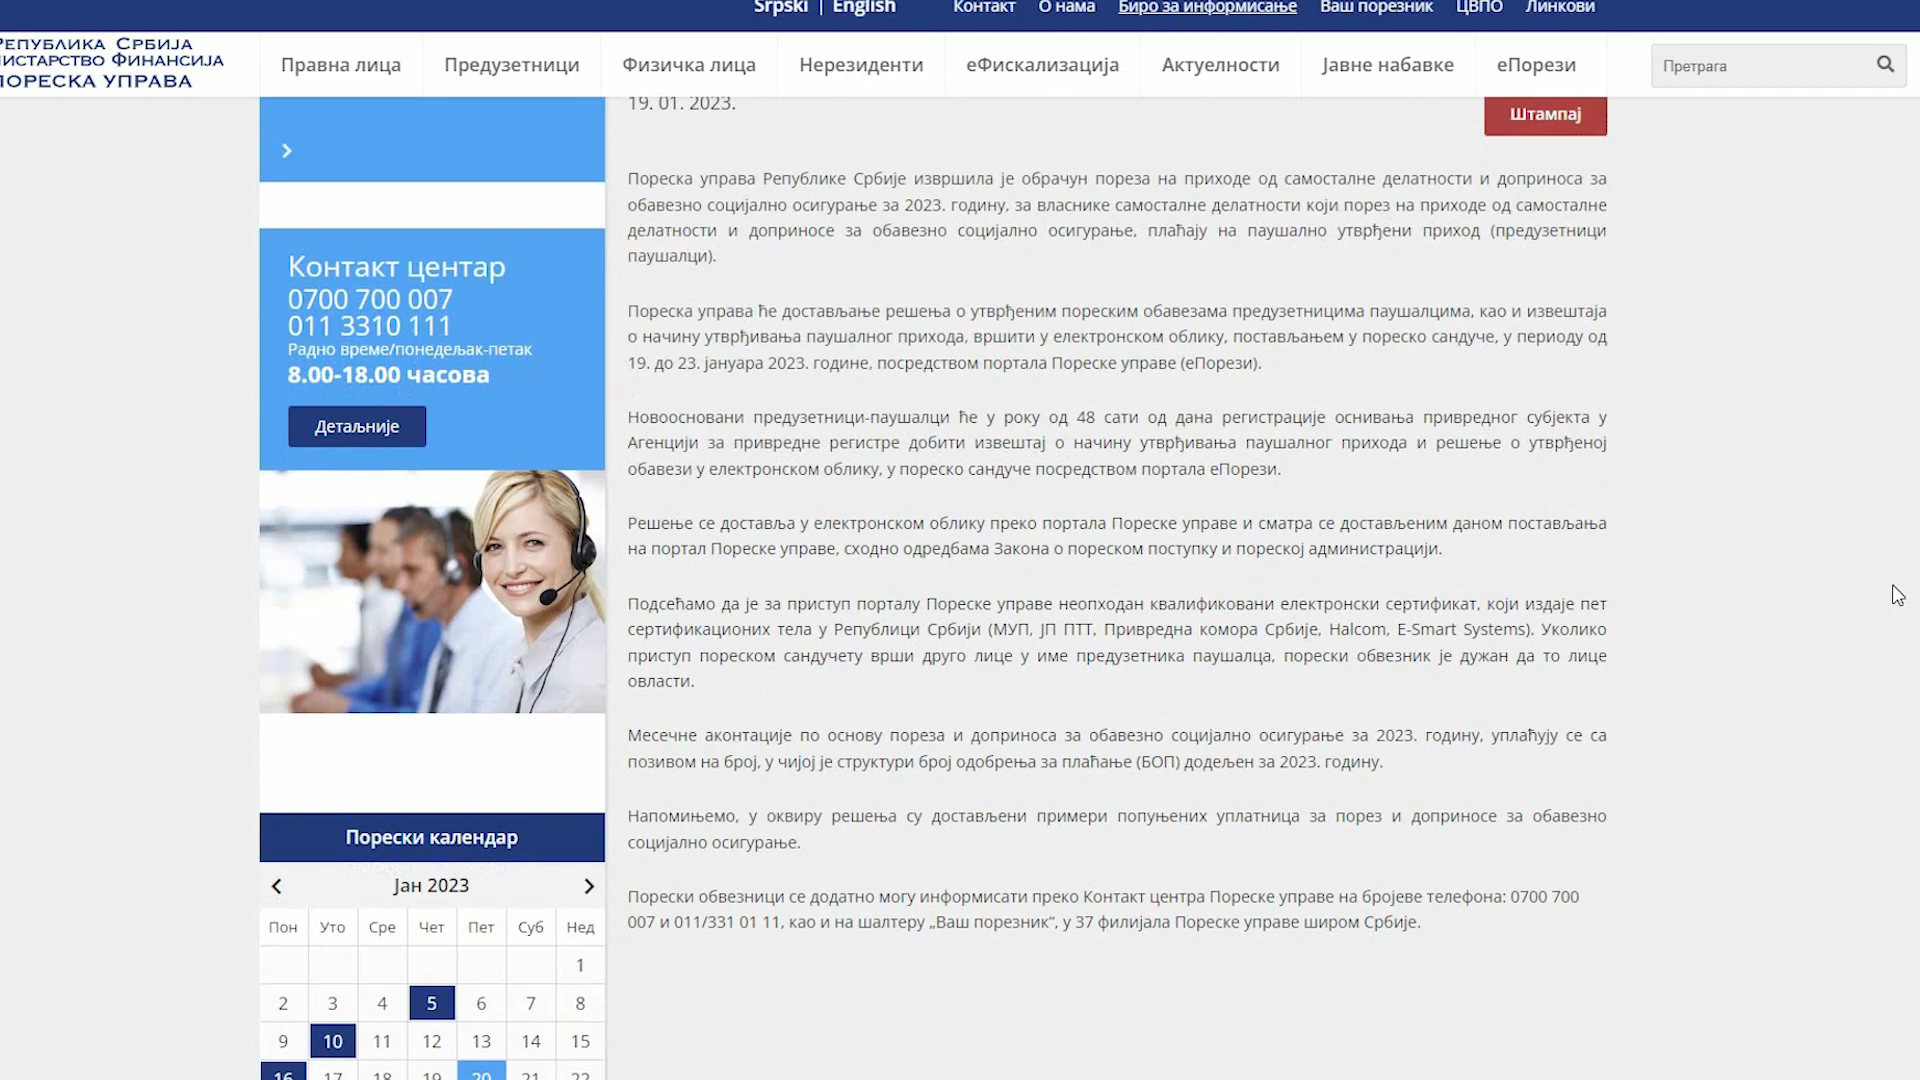 Srpski | English Контакт О нама Биро за информисање Ваш порезник ЦВПО Линкови
РЕПУБЛИКА СРБИЈА
МИНИСТАРСТВО ФИНАНСИЈА
ПОРЕСКА УПРАВА
Правна лица Предузетници Физичка лица Нерезиденти еФискализација Актуелности Јавне набавке еПорези Претрага
19. 01. 2023.
Штампај
Контакт центар
0700 700 007
011 3310 111
Радно време/понедељак-петак
8.00-18.00 часова
Детаљније
Порески календар
Јан 2023
Пон Уто Сре Чет Пет Суб Нед
1
2 3 4 5 6 7 8
9 10 11 12 13 14 15
16 17 18 19 20 21 22
Пореска управа Републике Србије извршила је обрачун пореза на приходе од самосталне делатности и доприноса за
обавезно социјално осигурање за 2023. годину, за власнике самосталне делатности који порез на приходе од самосталне
делатности и доприносе за обавезно социјално осигурање, плаћају на паушално утврђени приход (предузетници
паушалци).
Пореска управа ће достављање решења о утврђеним пореским обавезама предузетницима паушалцима, као и извештаја
о начину утврђивања паушалног прихода, вршити у електронском облику, постављањем у пореско сандуче, у периоду од
19. до 23. јануара 2023. године, посредством портала Пореске управе (еПорези).
Новоосновани предузетници-паушалци ће у року од 48 сати од дана регистрације оснивања привредног субјекта у
Агенцији за привредне регистре добити извештај о начину утврђивања паушалног прихода и решење о утврђеној
обавези у електронском облику, у пореско сандуче посредством портала еПорези.
Решење се доставља у електронском облику преко портала Пореске управе и сматра се достављеним даном постављања
на портал Пореске управе, сходно одредбама Закона о пореском поступку и пореској администрацији.
Подсећамо да је за приступ порталу Пореске управе неопходан квалификовани електронски сертификат, који издаје пет
сертификационих тела у Републици Србији (МУП, ЈП ПТТ, Привредна комора Србије, Halcom, E-Smart Systems). Уколико
приступ пореском сандучету врши друго лице у име предузетника паушалца, порески обвезник је дужан да то лице
овласти.
Месечне аконтације по основу пореза и доприноса за обавезно социјално осигурање за 2023. годину, уплаћују се са
позивом на број, у чијој је структури број одобрења за плаћање (БОП) додељен за 2023. годину.
Напомињемо, у оквиру решења су достављени примери попуњених уплатница за порез и доприносе за обавезно
социјално осигурање.
Порески обвезници се додатно могу информисати преко Контакт центра Пореске управе на бројеве телефона: 0700 700
007 и 011/331 01 11, као и на шалтеру „Ваш порезник“, у 37 филијала Пореске управе широм Србије.